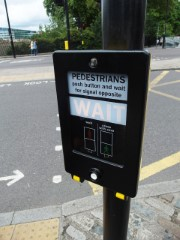 PEDESTRIANS
push button and wait
for signal opposite
WAIT